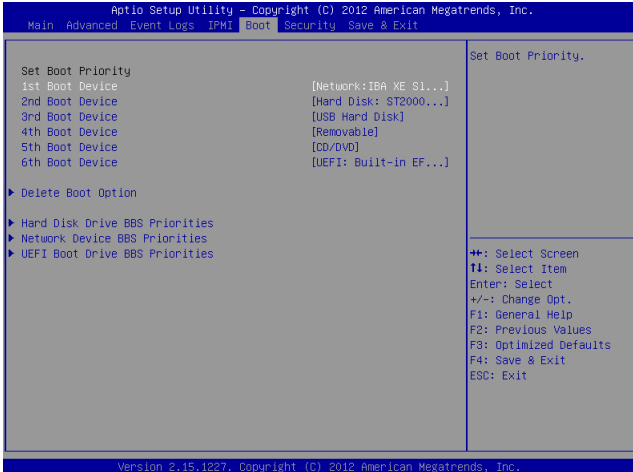 Aptio Setup Utility – Copyright (C) 2012 American Megatrends, Inc.
Main Advanced Event Logs IPMI Boot Security Save & Exit
Set Boot Priority
1st Boot Device [Network:IBA XE Sl...]
2nd Boot Device [Hard Disk: ST2000...]
3rd Boot Device [USB Hard Disk]
4th Boot Device [Removable]
5th Boot Device [CD/DVD]
6th Boot Device [UEFI: Built-in EF...]
Delete Boot Option
Hard Disk Drive BBS Priorities
Network Device BBS Priorities
UEFI Boot Drive BBS Priorities
Set Boot Priority.
→←: Select Screen
↑↓: Select Item
Enter: Select
+/-: Change Opt.
F1: General Help
F2: Previous Values
F3: Optimized Defaults
F4: Save & Exit
ESC: Exit
Version 2.15.1227. Copyright (C) 2012 American Megatrends, Inc.